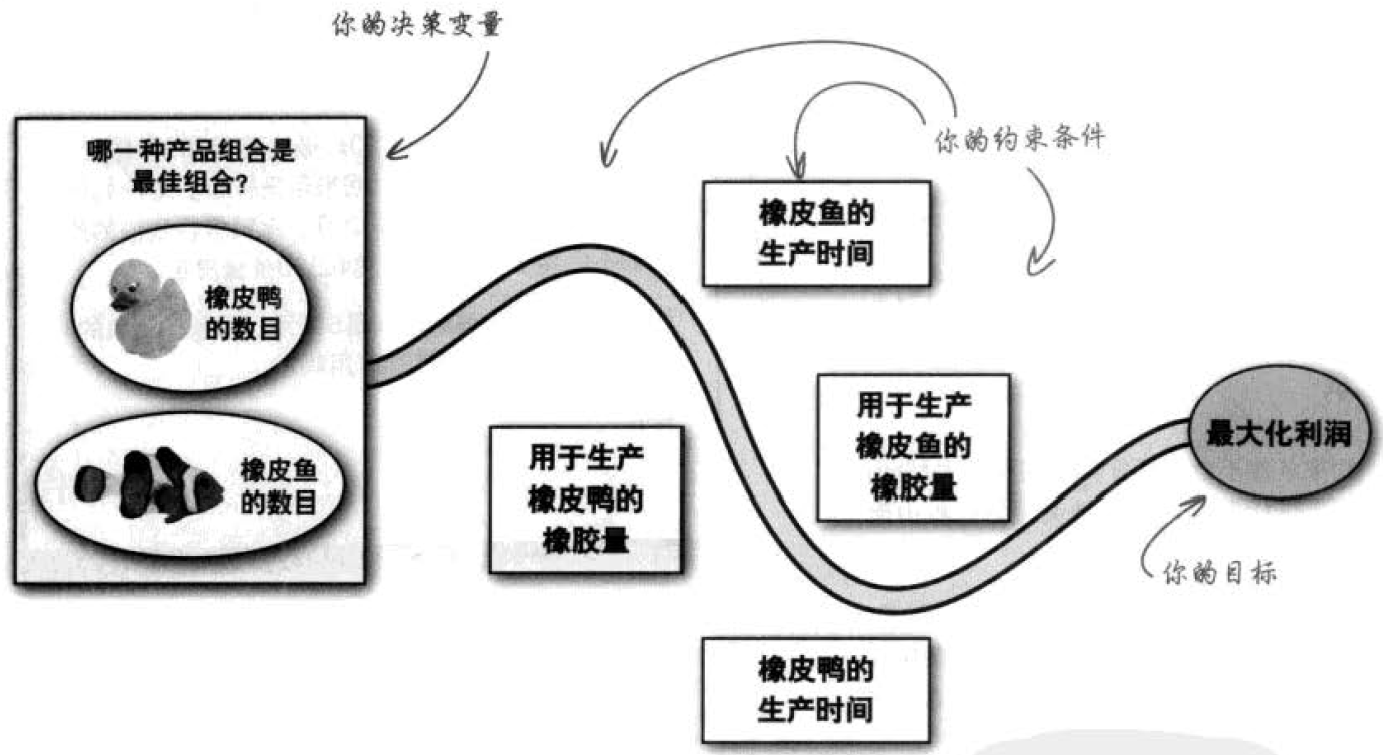 你的决策变量
哪一种产品组合是
最佳组合?
橡皮鸭
的数目
橡皮鱼
的数目
你的约束条件
橡皮鱼的
生产时间
用于生产
橡皮鸭的
橡胶量
用于生产
橡皮鱼的
橡胶量
橡皮鸭的
生产时间
最大化利润
你的目标